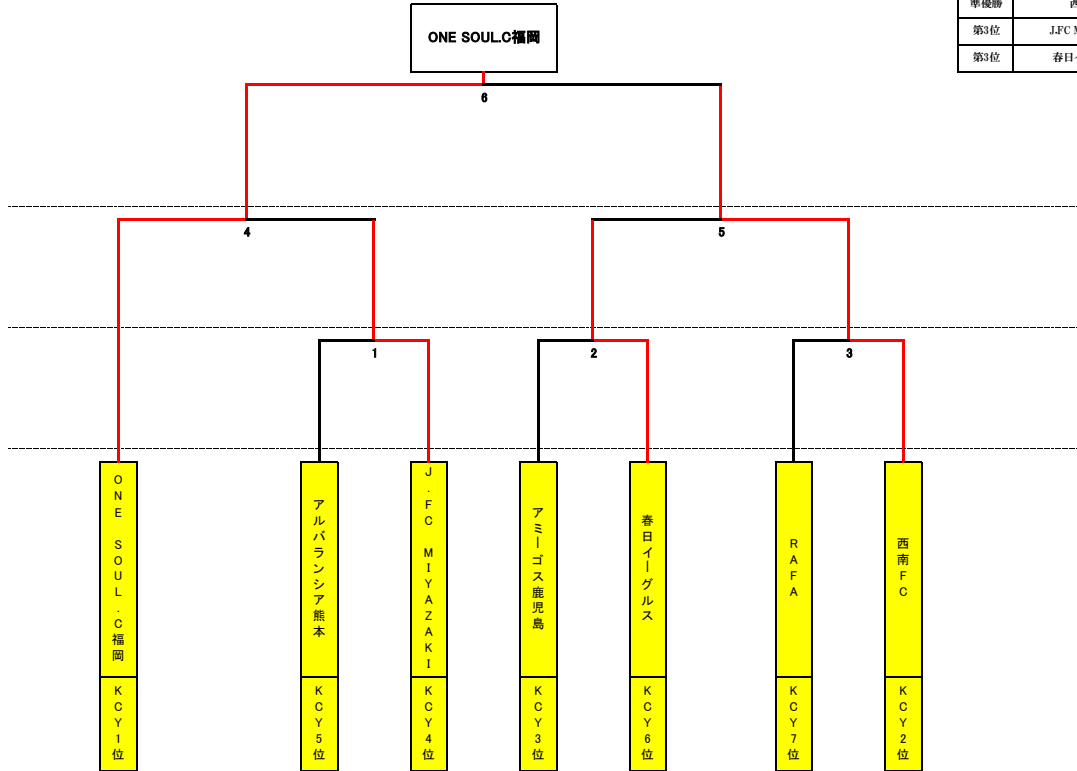 ONE SOUL.C福岡
準優勝
第3位
J.FC
第3位
春日
6
4
5
1
2
3
ONE SOUL.C福岡
アルバランシア熊本
J.FC MIYAZAKI
アミーゴス鹿児島
春日イーグルス
RAFA
西南FC
KCY1位
KCY5位
KCY4位
KCY3位
KCY6位
KCY7位
KCY2位